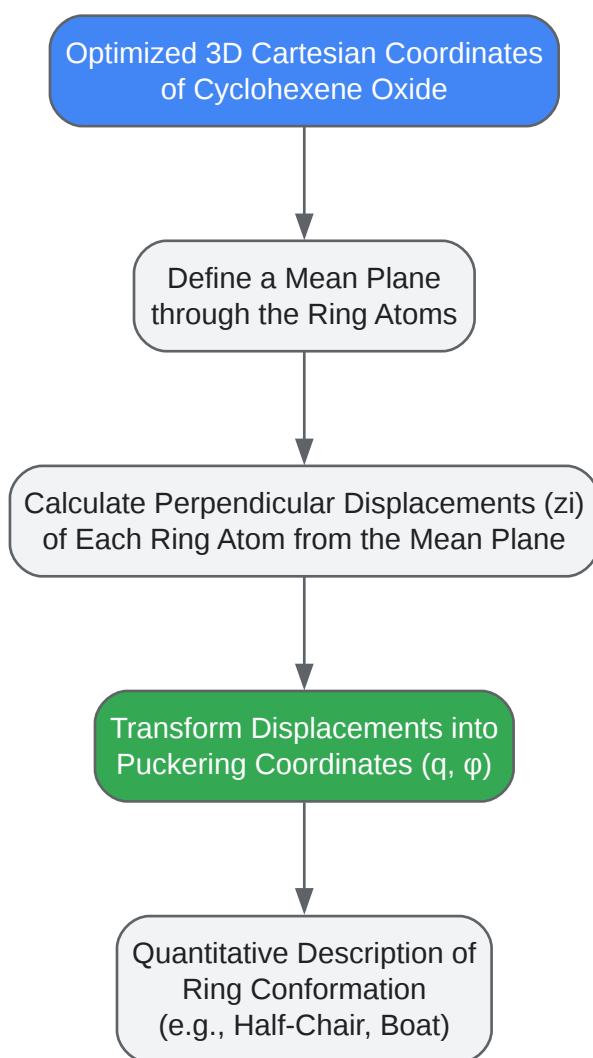 Optimized 3D Cartesian Coordinates
of Cyclohexene Oxide
Define a Mean Plane
through the Ring Atoms
Calculate Perpendicular Displacements (zi)
of Each Ring Atom from the Mean Plane
Transform Displacements into
Puckering Coordinates (q, φ)
Quantitative Description of
Ring Conformation
(e.g., Half-Chair, Boat)